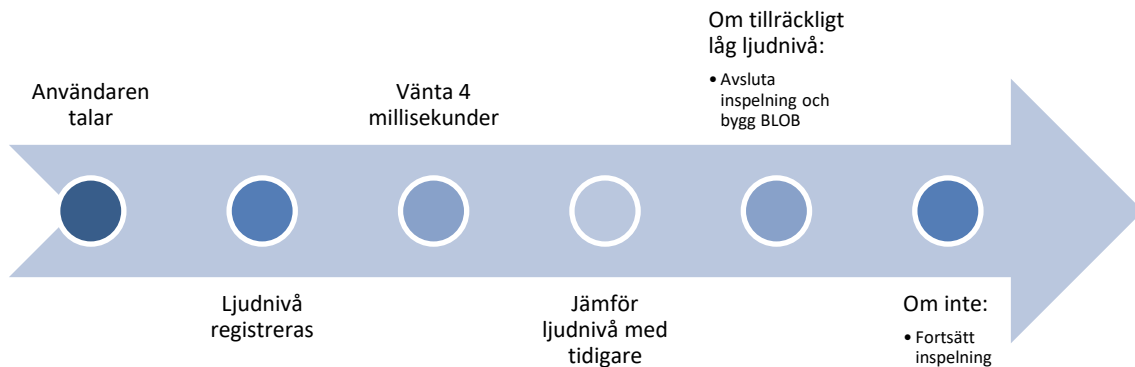 Användaren
talar
Ljudnivå
registreras
Vänta 4
millisekunder
Jämför
ljudnivå med
tidigare
Om tillräckligt
låg ljudnivå:
• Avsluta
inspelning och
bygg BLOB
Om inte:
• Fortsätt
inspelning